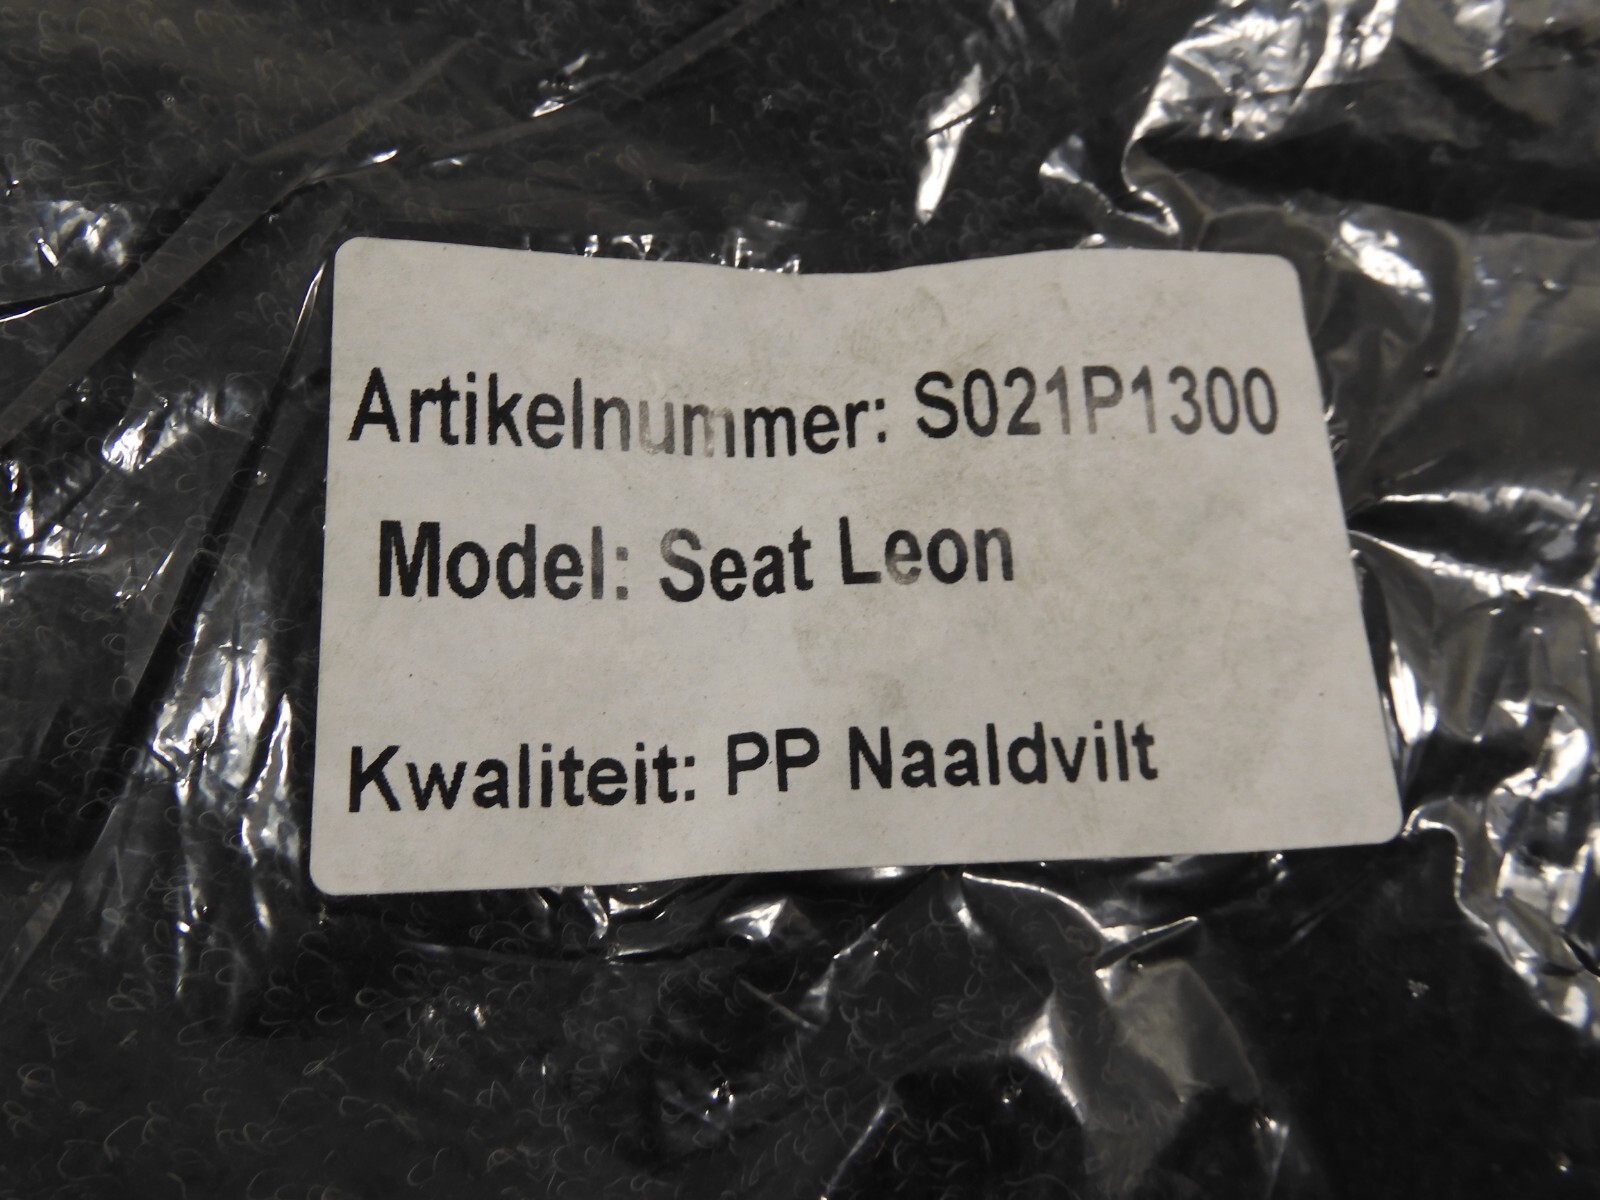 Artikelnummer: S021P1300
Model: Seat Leon
Kwaliteit: PP Naaldvilt